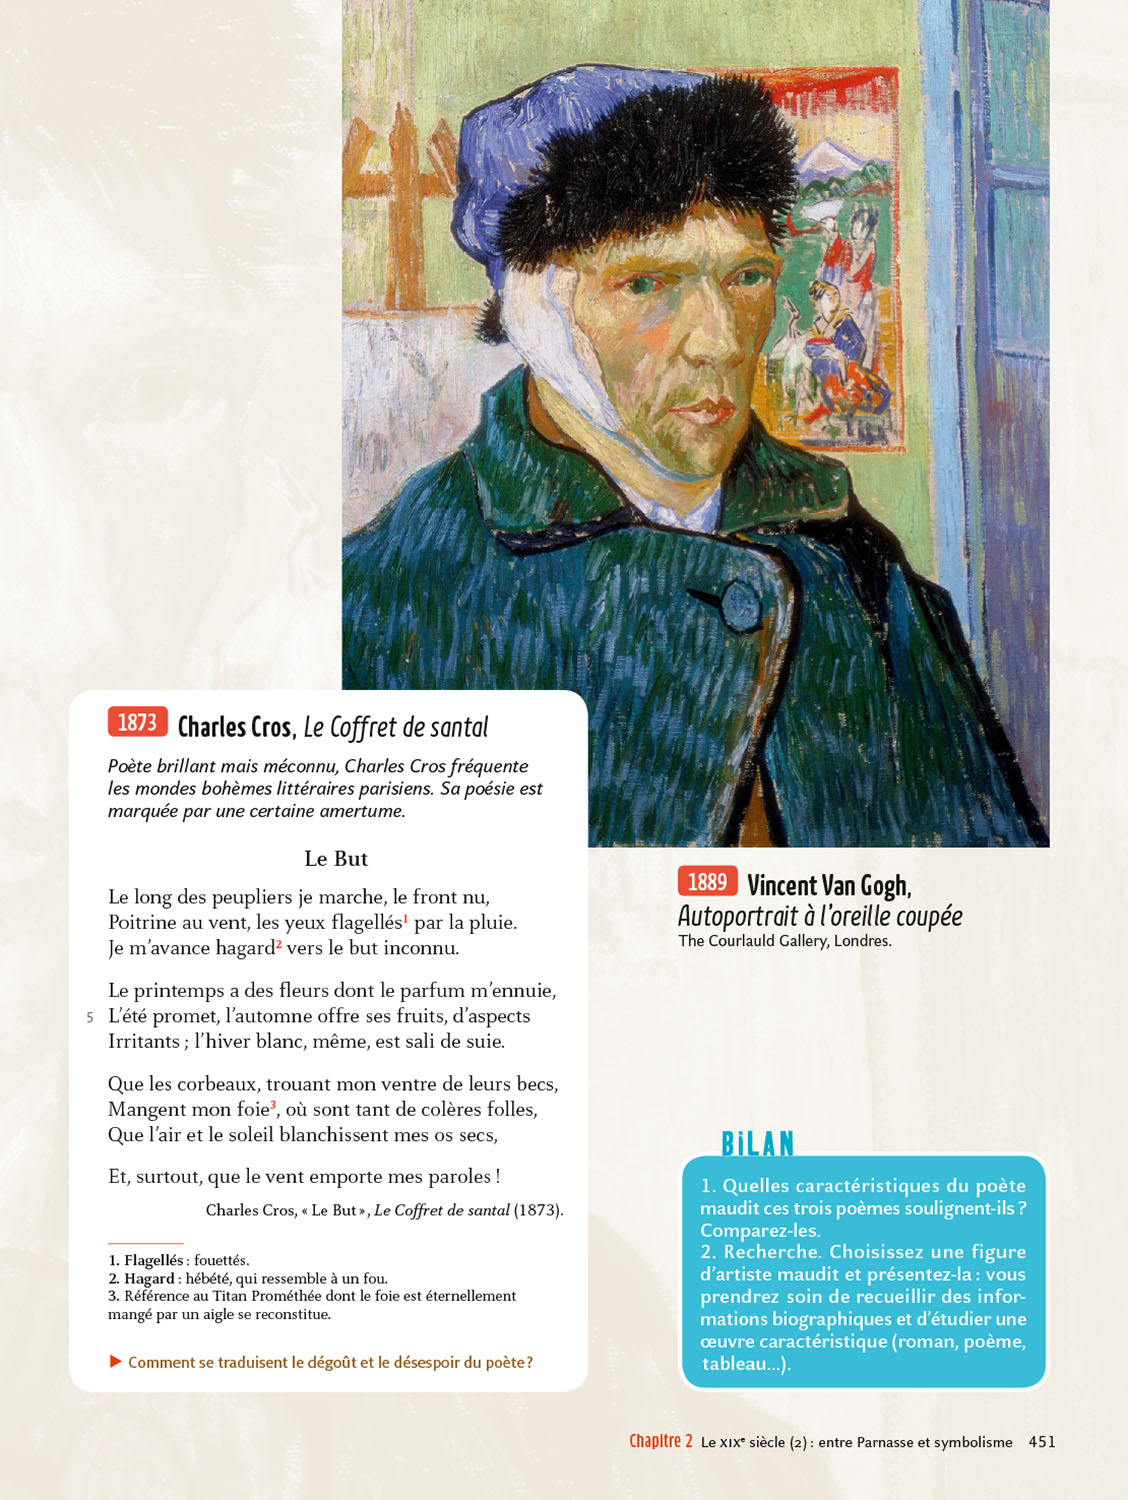 1873 Charles Cros, Le Coffret de santal
Poète brillant mais méconnu, Charles Cros fréquente
les mondes bohèmes littéraires parisiens. Sa poésie est
marquée par une certaine amertume.
Le But
Le long des peupliers je marche, le front nu,
Poitrine au vent, les yeux flagellés¹ par la pluie.
Je m’avance hagard² vers le but inconnu.
Le printemps a des fleurs dont le parfum m’ennuie,
5 L’été promet, l’automne offre ses fruits, d’aspects
Irritants ; l’hiver blanc, même, est sali de suie.
Que les corbeaux, trouant mon ventre de leurs becs,
Mangent mon foie³, où sont tant de colères folles,
Que l’air et le soleil blanchissent mes os secs,
Et, surtout, que le vent emporte mes paroles !
Charles Cros, « Le But », Le Coffret de santal (1873).
1. Flagellés : fouettés.
2. Hagard : hébété, qui ressemble à un fou.
3. Référence au Titan Prométhée dont le foie est éternellement
mangé par un aigle se reconstitue.
▶ Comment se traduisent le dégoût et le désespoir du poète ?
1889 Vincent Van Gogh,
Autoportrait à l’oreille coupée
The Courlauld Gallery, Londres.
BiLAN
1. Quelles caractéristiques du poète
maudit ces trois poèmes soulignent-ils ?
Comparez-les.
2. Recherche. Choisissez une figure
d’artiste maudit et présentez-la : vous
prendrez soin de recueillir des infor-
mations biographiques et d’étudier une
œuvre caractéristique (roman, poème,
tableau…).
Chapitre 2 Le XIXᵉ siècle (2) : entre Parnasse et symbolisme 451